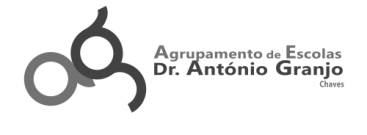 Agrupamento de Escolas
Dr. António Granjo
Chaves